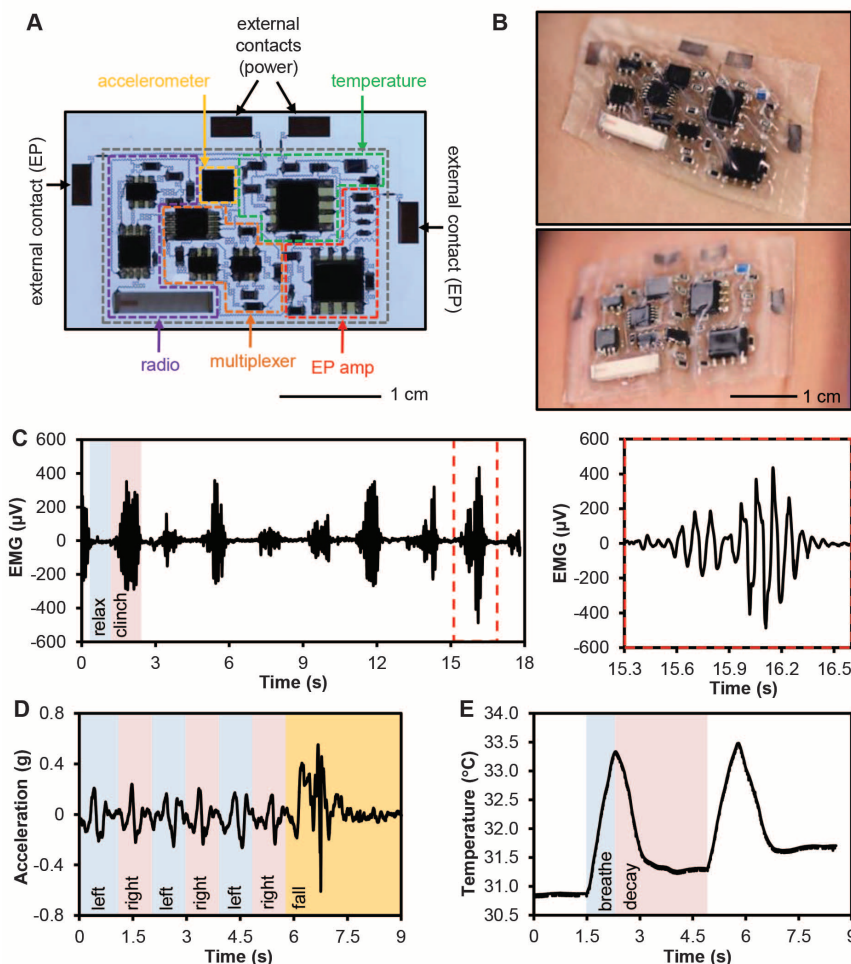 A
external
contacts
(power)
accelerometer
temperature
external contact (EP)
external contact (EP)
radio
multiplexer
EP amp
1 cm
B
1 cm
C
600
400
200
0
-200
-400
-600
EMG (µV)
relax
clinch
0 3 6 9 12 15 18
Time (s)
600
400
200
0
-200
-400
-600
EMG (µV)
15.3 15.6 15.9 16.2 16.5
Time (s)
D
0.8
0.4
0
-0.4
-0.8
Acceleration (g)
left
right
left
right
left
right
fall
0 1.5 3 4.5 6 7.5 9
Time (s)
E
34.0
33.5
33.0
32.5
32.0
31.5
31.0
30.5
Temperature (°C)
breathe
decay
0 1.5 3 4.5 6 7.5 9
Time (s)